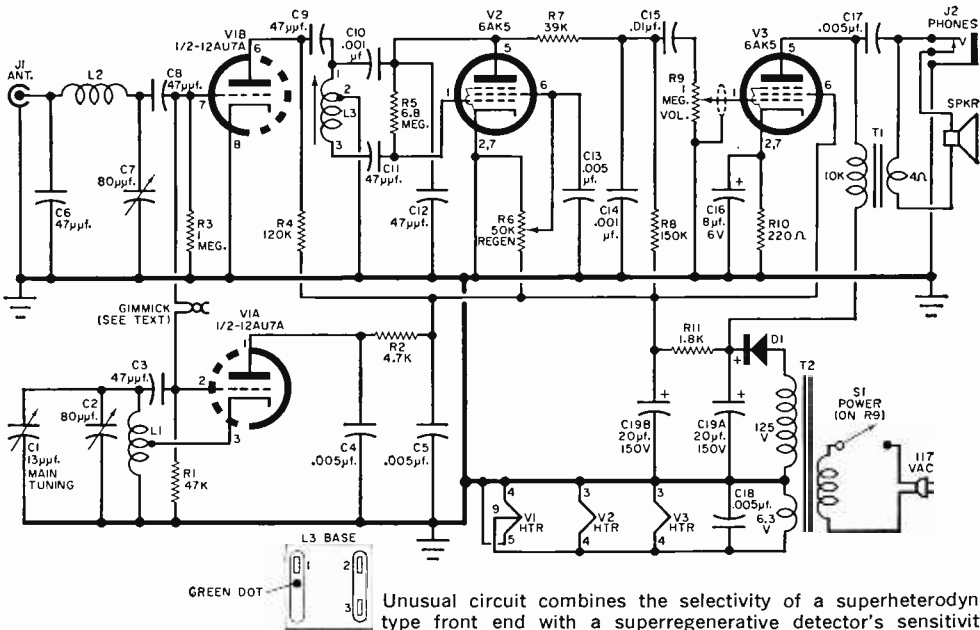 J1
ANT.
L2
C6
47µµf.
C7
80µµf.
C8
47µµf.
R3
1
MEG.
V1B
1/2-12AU7A
6
7
8
R4
120K
C9
47µµf.
C10
.001
µf
1
2
L3
3
C11
47µµf.
R5
6.8
MEG.
C12
47µµf.
V2
6AK5
5
1
6
2,7
R6
50K
REGEN
R7
39K
C13
.005
µf.
C14
.001
µf.
C15
.01µf.
R9
1
MEG.
VOL.
R8
150K
V3
6AK5
5
1
6
2,7
C16
8µf.
6V
R10
220Ω
C17
.005µf.
J2
PHONES
SPKR
T1
10K
4Ω
GIMMICK
(SEE TEXT)
V1A
1/2-12AU7A
1
2
3
R2
4.7K
C3
47µµf.
C2
80µµf.
C1
13µµf.
MAIN
TUNING
L1
R1
47K
C4
.005µf.
C5
.005µf.
R11
1.8K
D1
T2
C19B
20µf.
150V
C19A
20µf.
150V
125
V
S1
POWER
(ON R9)
117
VAC
4
9
5
V1
HTR
3
V2
HTR
4
3
V3
HTR
4
C18
.005µf.
6.3
V
L3 BASE
1
2
3
GREEN DOT
Unusual circuit combines the selectivity of a superheterodyn
type front end with a superregenerative detector's sensitivit